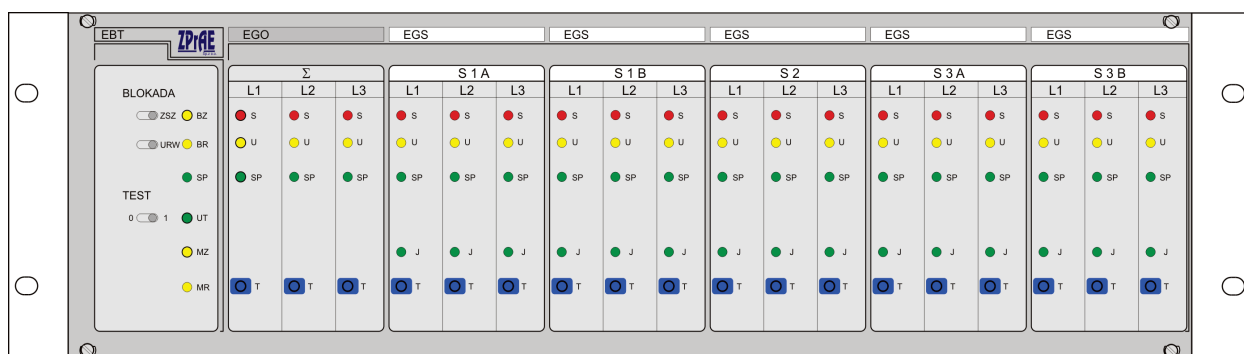 EBT ZPrAE EGO EGS EGS EGS EGS EGS
Σ S 1 A S 1 B S 2 S 3 A S 3 B
L1 L2 L3 L1 L2 L3 L1 L2 L3 L1 L2 L3 L1 L2 L3 L1 L2 L3
BLOKADA
ZSZ BZ S S S S S S S S S S S S S S S S S S
URW BR U U U U U U U U U U U U U U U U U U
SP SP SP SP SP SP SP SP SP SP SP SP SP SP SP SP SP SP SP
TEST
0 1 UT
MZ J J J J J J J J J J J J J J J
MR T T T T T T T T T T T T T T T T T T